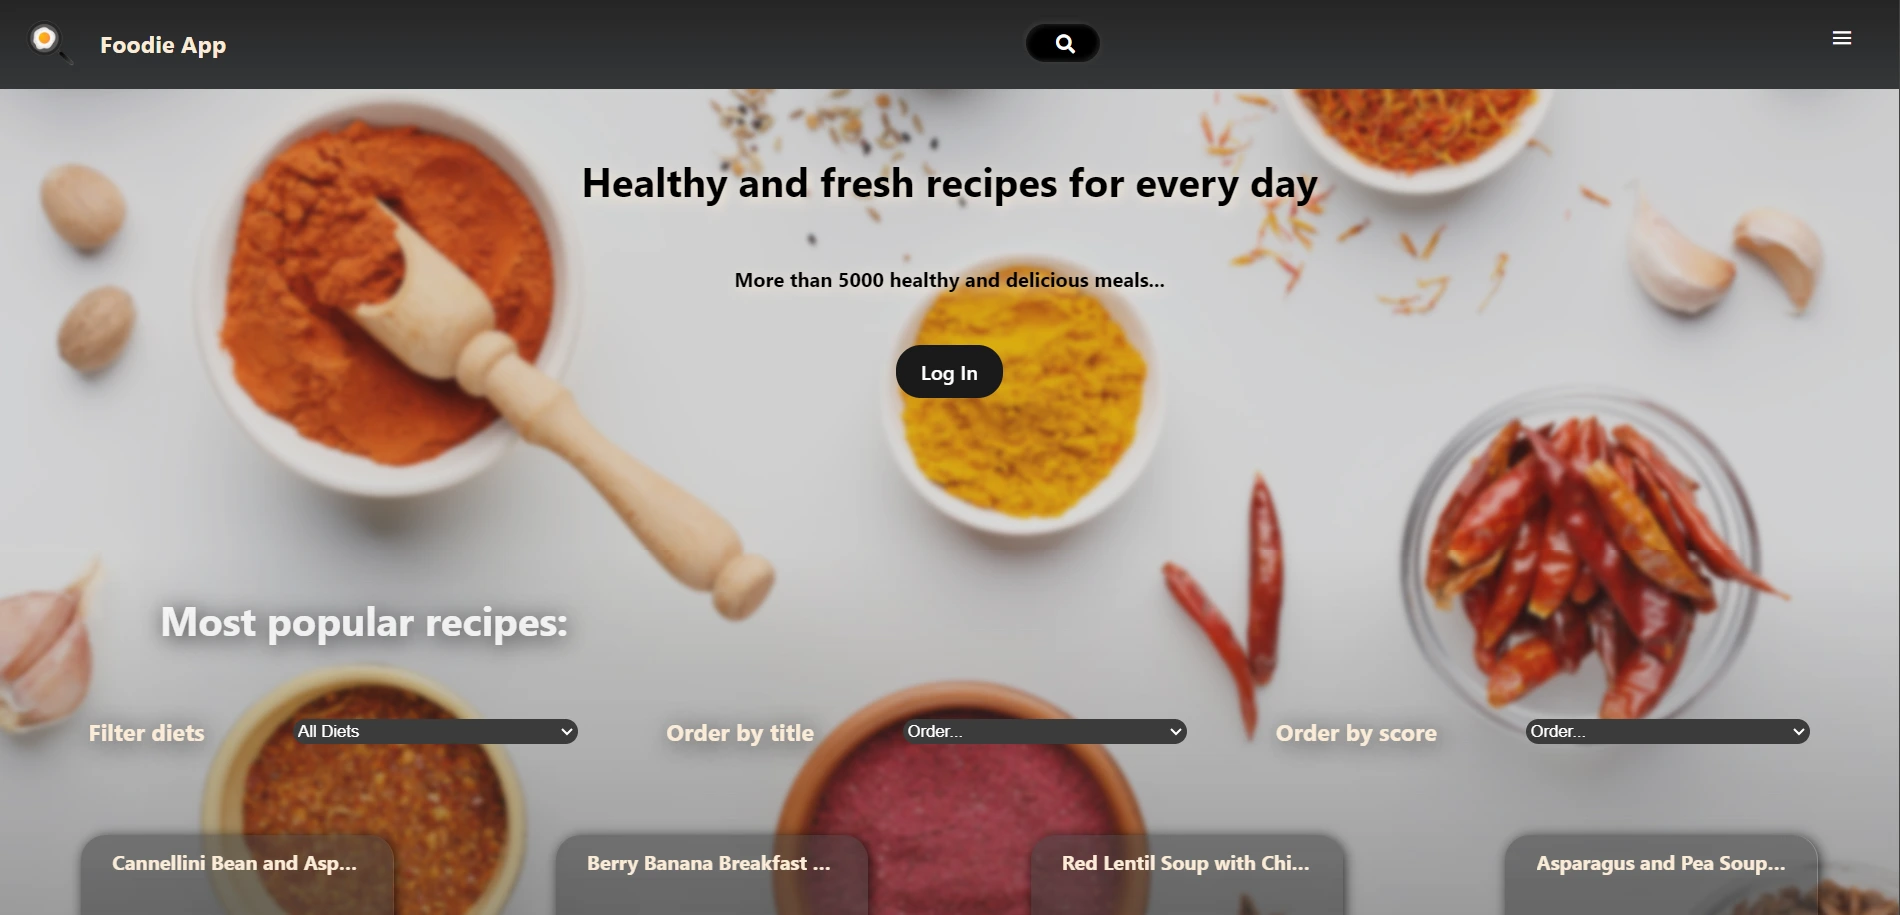 Foodie App
Healthy and fresh recipes for every day
More than 5000 healthy and delicious meals...
Log In
Most popular recipes:
Filter diets
All Diets
Order by title
Order...
Order by score
Order...
Cannellini Bean and Asp...
Berry Banana Breakfast ...
Red Lentil Soup with Chi...
Asparagus and Pea Soup...